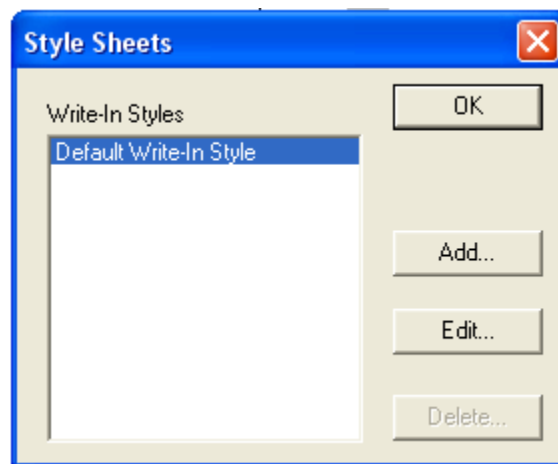 Style Sheets
Write-In Styles
OK
Default Write-In Style
Add...
Edit...
Delete...